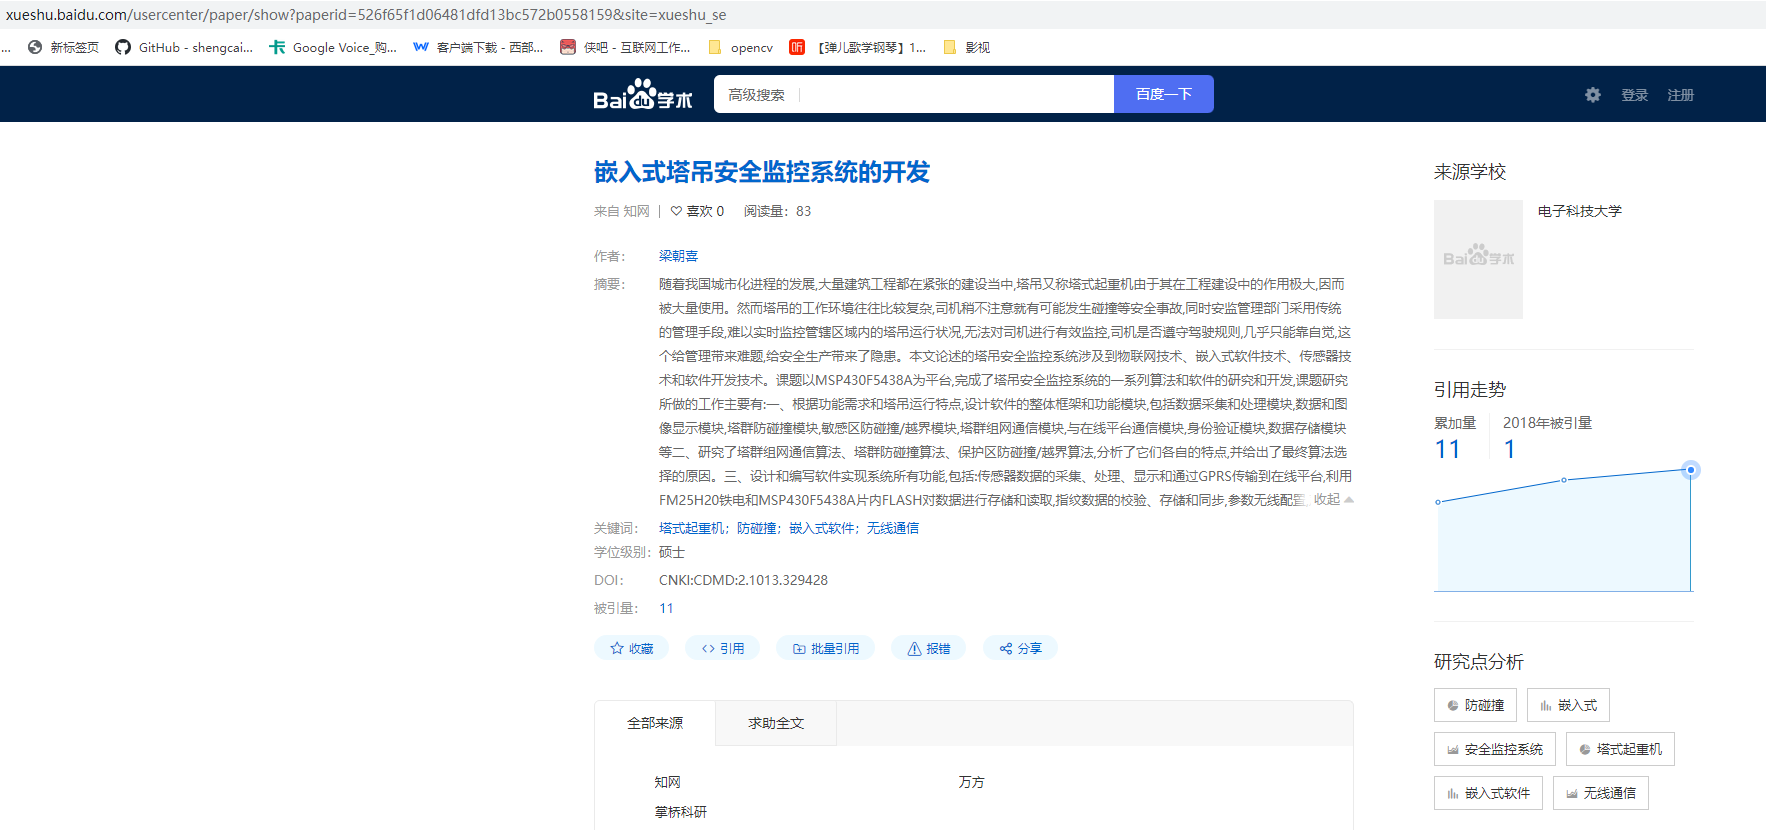 xueshu.baidu.com/usercenter/paper/show?paperid=526f65f1d06481dfd13bc572b0558159&site=xueshu_se
... 新标签页 GitHub - shengcai... Google Voice_购... 客户端下载 - 西部... 侠吧 - 互联网工作... opencv 听 【弹儿歌学钢琴】1... 影视
Bai du 学术 高级搜索 百度一下 登录 注册
嵌入式塔吊安全监控系统的开发
来自 知网 | 喜欢 0 阅读量：83
作者： 梁朝喜
摘要： 随着我国城市化进程的发展,大量建筑工程都在紧张的建设当中,塔吊又称塔式起重机由于其在工程建设中的作用极大,因而
被大量使用。然而塔吊的工作环境往往比较复杂,司机稍不注意就有可能发生碰撞等安全事故,同时安监管理部门采用传统
的管理手段,难以实时监控管辖区域内的塔吊运行状况,无法对司机进行有效监控,司机是否遵守驾驶规则,几乎只能靠自觉,这
个给管理带来难题,给安全生产带来了隐患。本文论述的塔吊安全监控系统涉及到物联网技术、嵌入式软件技术、传感器技
术和软件开发技术。课题以MSP430F5438A为平台,完成了塔吊安全监控系统的一系列算法和软件的研究和开发,课题研究
所做的工作主要有:一、根据功能需求和塔吊运行特点,设计软件的整体框架和功能模块,包括数据采集和处理模块,数据和图
像显示模块,塔群防碰撞模块,敏感区防碰撞/越界模块,塔群组网通信模块,与在线平台通信模块,身份验证模块,数据存储模块
等二、研究了塔群组网通信算法、塔群防碰撞算法、保护区防碰撞/越界算法,分析了它们各自的特点,并给出了最终算法选
择的原因。三、设计和编写软件实现系统所有功能,包括:传感器数据的采集、处理、显示和通过GPRS传输到在线平台,利用
FM25H20铁电和MSP430F5438A片内FLASH对数据进行存储和读取,指纹数据的校验、存储和同步,参数无线配置 收起
关键词： 塔式起重机；防碰撞；嵌入式软件；无线通信
学位级别： 硕士
DOI： CNKI:CDMD:2.1013.329428
被引量： 11
收藏 引用 批量引用 报错 分享
全部来源 求助全文
知网 万方
掌桥科研
来源学校
Bai du 学术 电子科技大学
引用走势
累加量 2018年被引量
11 1
研究点分析
防碰撞 嵌入式
安全监控系统 塔式起重机
嵌入式软件 无线通信